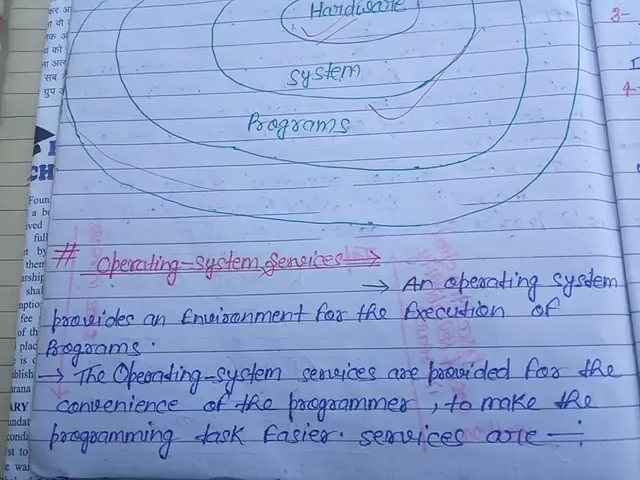 Hardware
System
Programs
# Operating-system services
→ An operating system
provides an Environment for the Execution of
Programs.
→ The Operating-system services are provided for the
convenience of the programmer, to make the
programming task Easier. services are